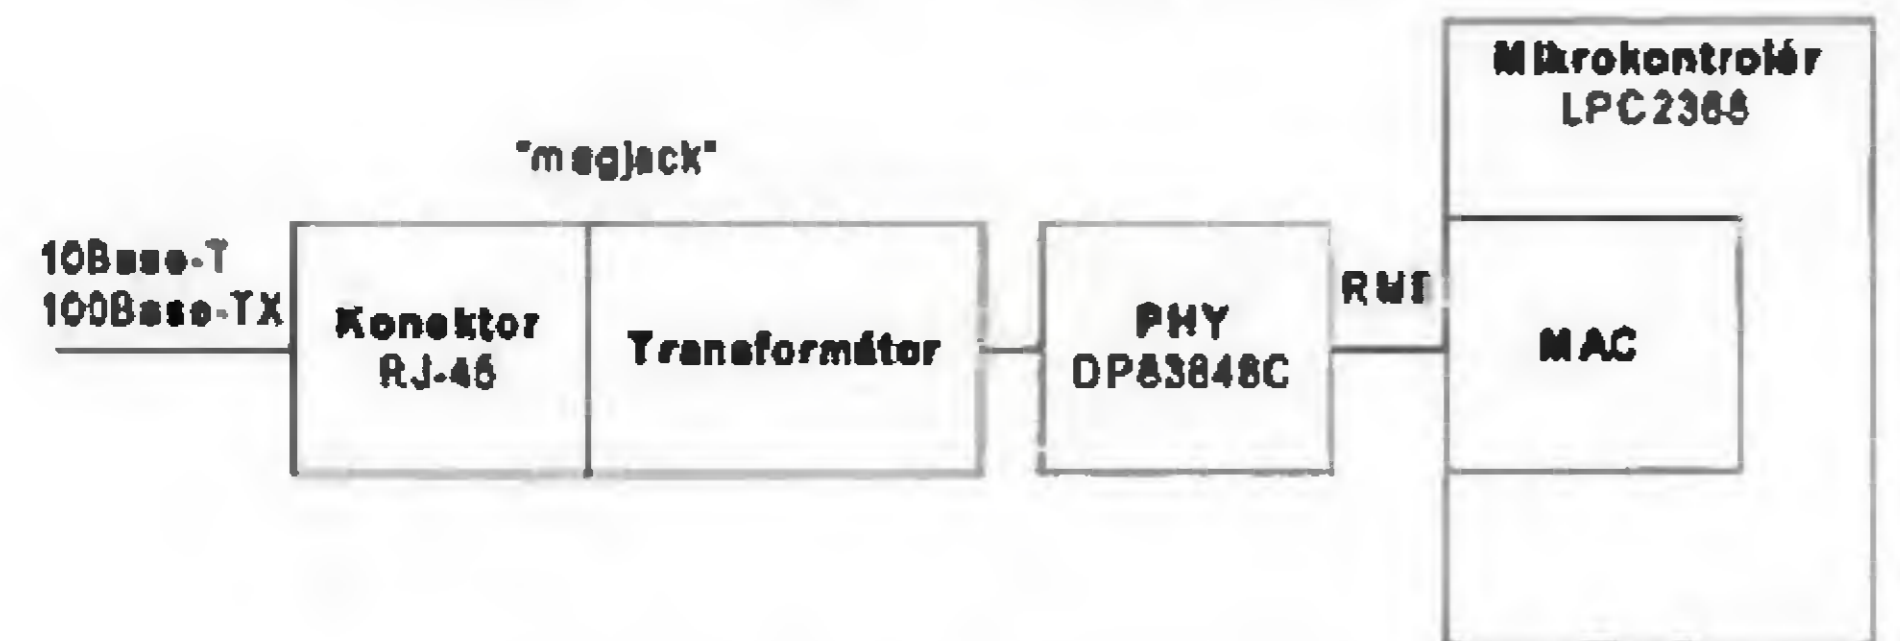 "magjack"
10Base-T
100Base-TX
Konektor
RJ-45
Transformátor
PHY
DP83848C
RMII
Mikrokontrolér
LPC2368
MAC